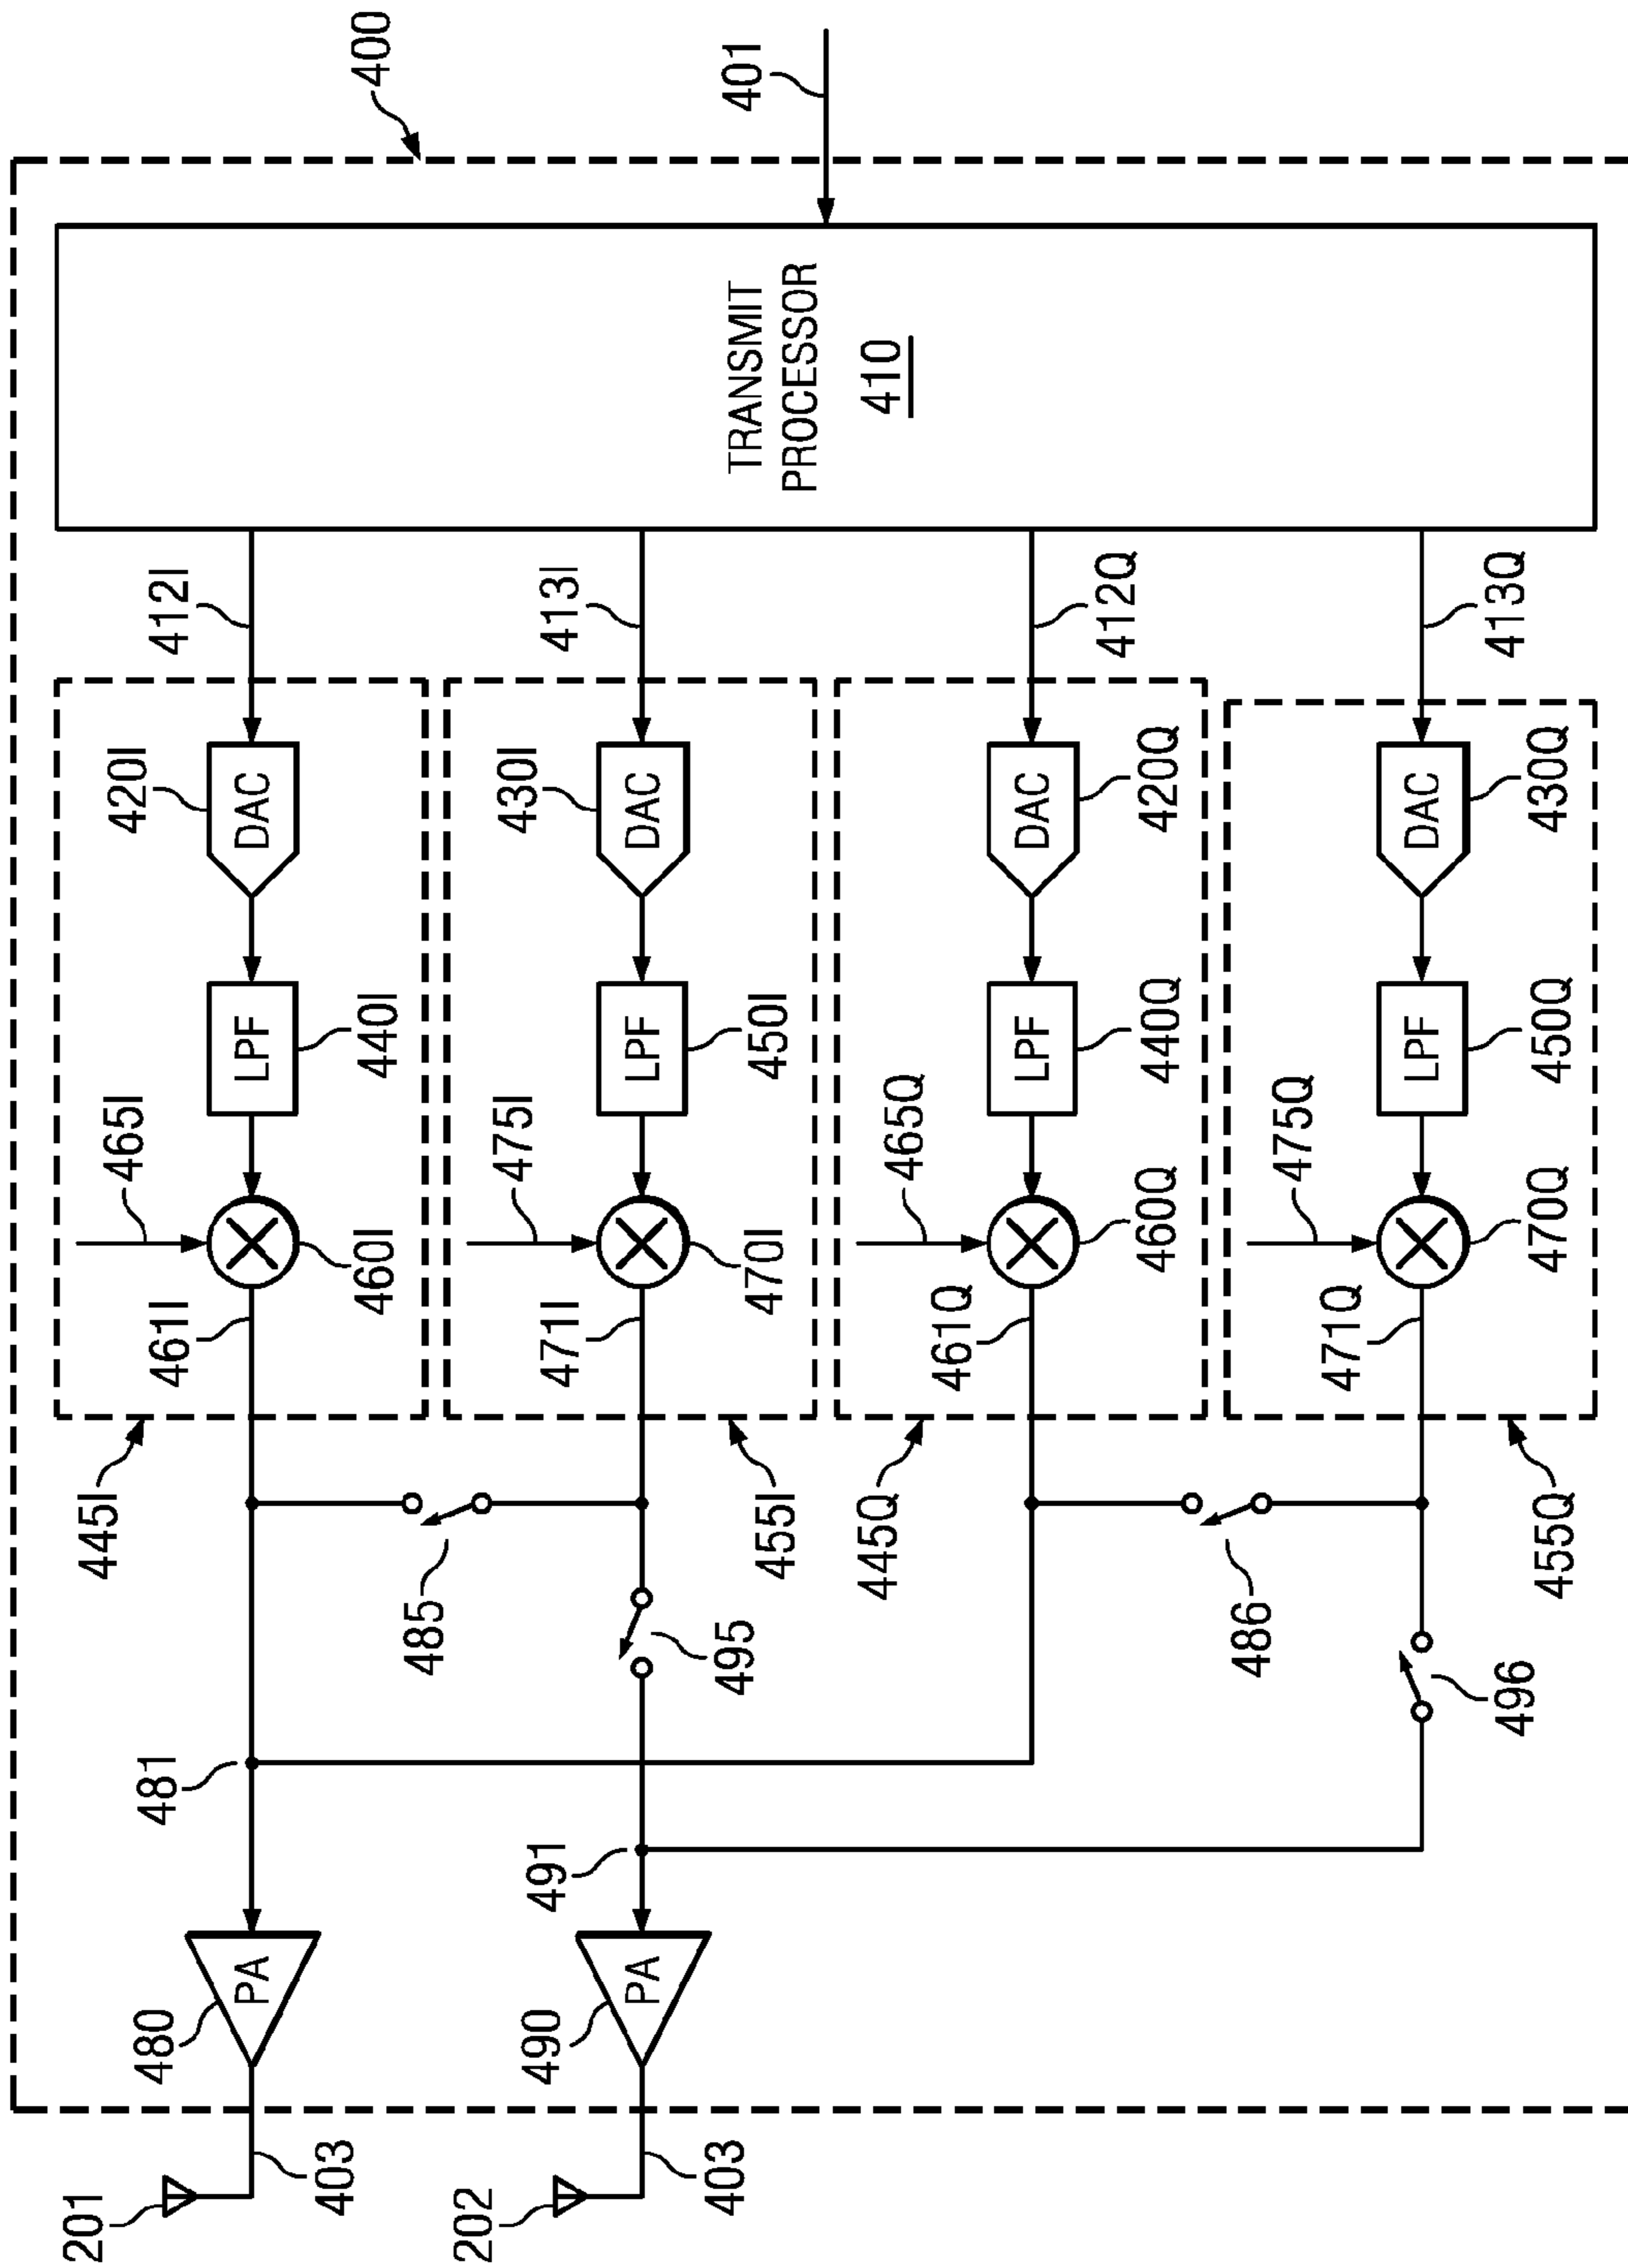 400
401
TRANSMIT
PROCESSOR
410
412I
413I
412Q
413Q
420I
DAC
430I
DAC
420Q
DAC
430Q
DAC
LPF
440I
LPF
450I
LPF
440Q
LPF
450Q
465I
460I
475I
470I
465Q
460Q
475Q
470Q
461I
471I
461Q
471Q
445I
455I
445Q
455Q
485
495
486
496
481
491
480
PA
490
PA
201
403
202
403